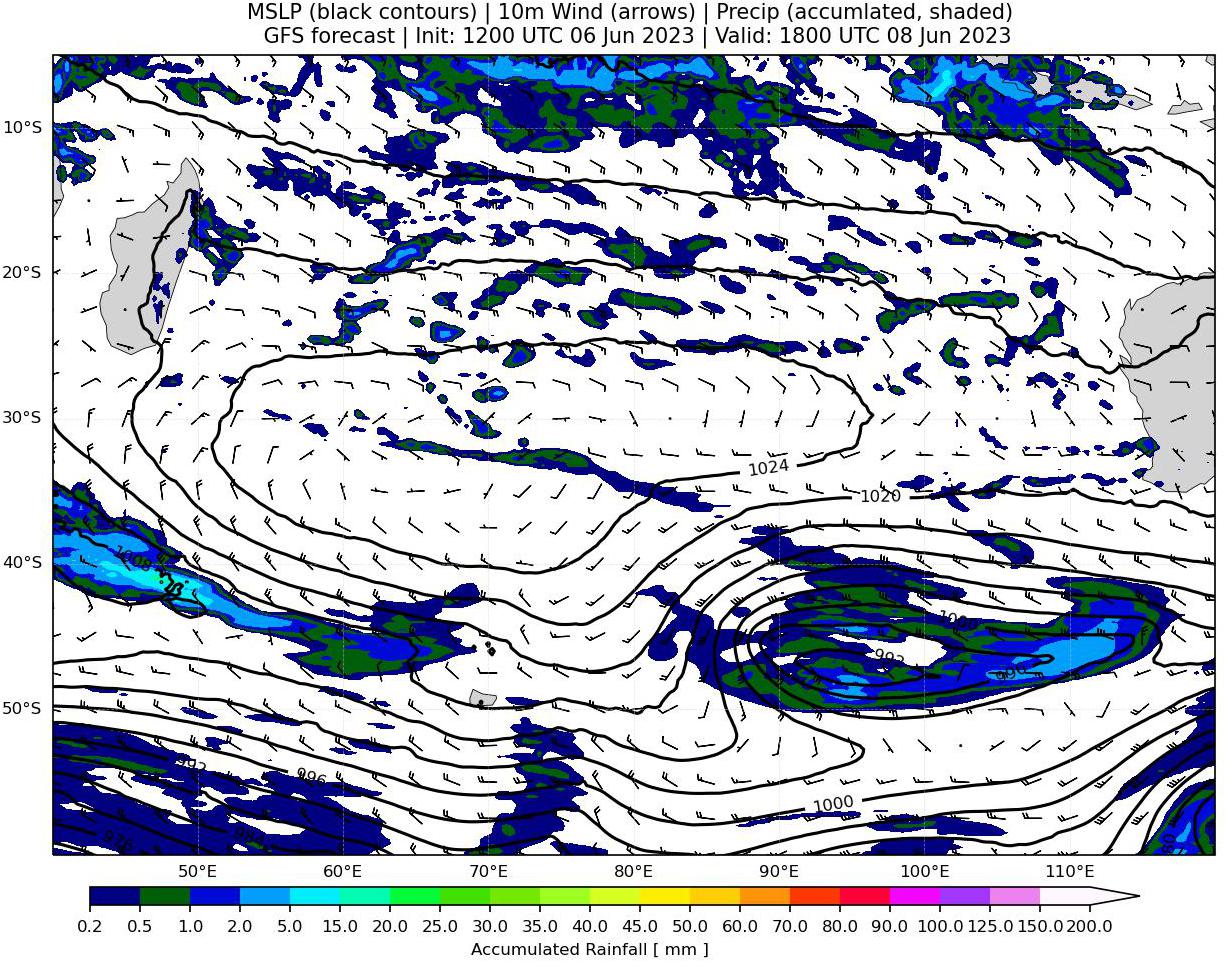 MSLP (black contours) | 10m Wind (arrows) | Precip (accumlated, shaded)
GFS forecast | Init: 1200 UTC 06 Jun 2023 | Valid: 1800 UTC 08 Jun 2023
10°S
20°S
30°S
1024
1020
40°S
1008
1000
992
996
50°S
992
996
1000
984
976
50°E 60°E 70°E 80°E 90°E 100°E 110°E
0.2 0.5 1.0 2.0 5.0 15.0 20.0 25.0 30.0 35.0 40.0 45.0 50.0 60.0 70.0 80.0 90.0 100.0 125.0 150.0 200.0
Accumulated Rainfall [ mm ]